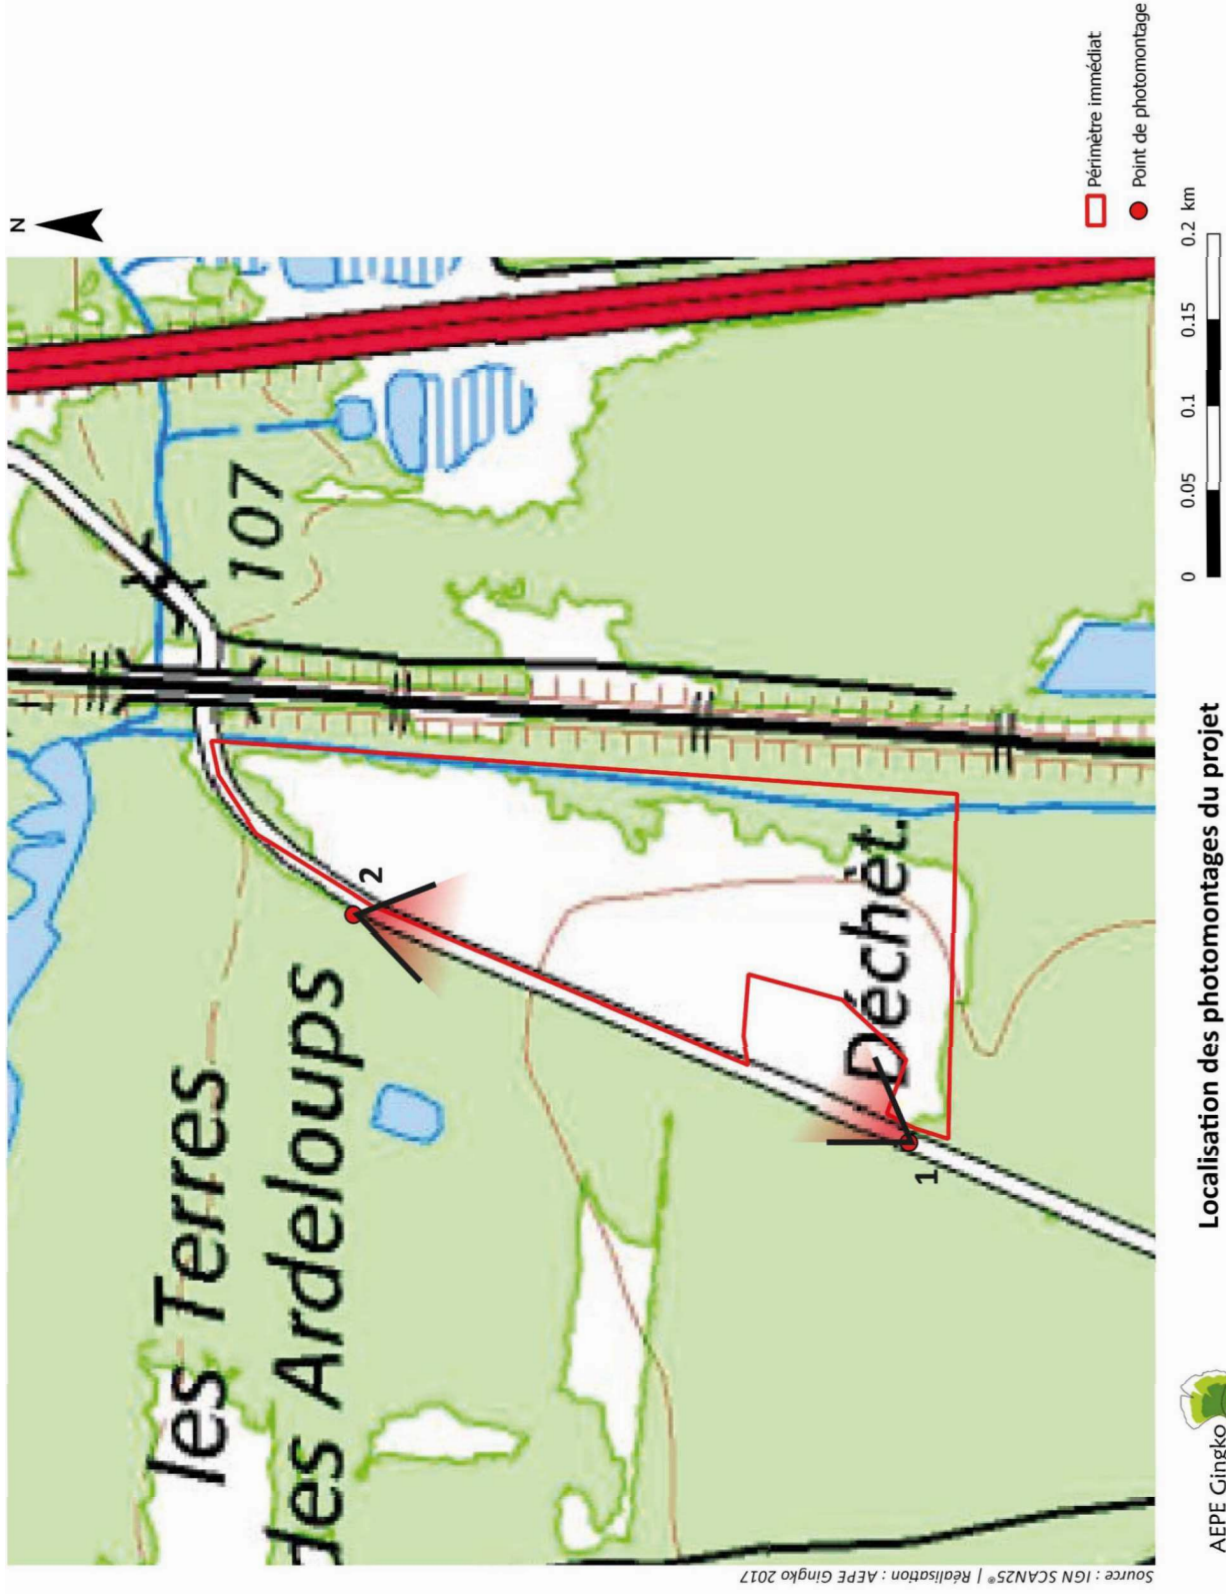 N
les Terres
des Ardeloups
107
Déchèt.
2
1
Périmètre immédiat
Point de photomontage
0 0.05 0.1 0.15 0.2 km
Localisation des photomontages du projet
AEPE Gingko
Source : IGN SCAN25® | Réalisation : AEPE Gingko 2017